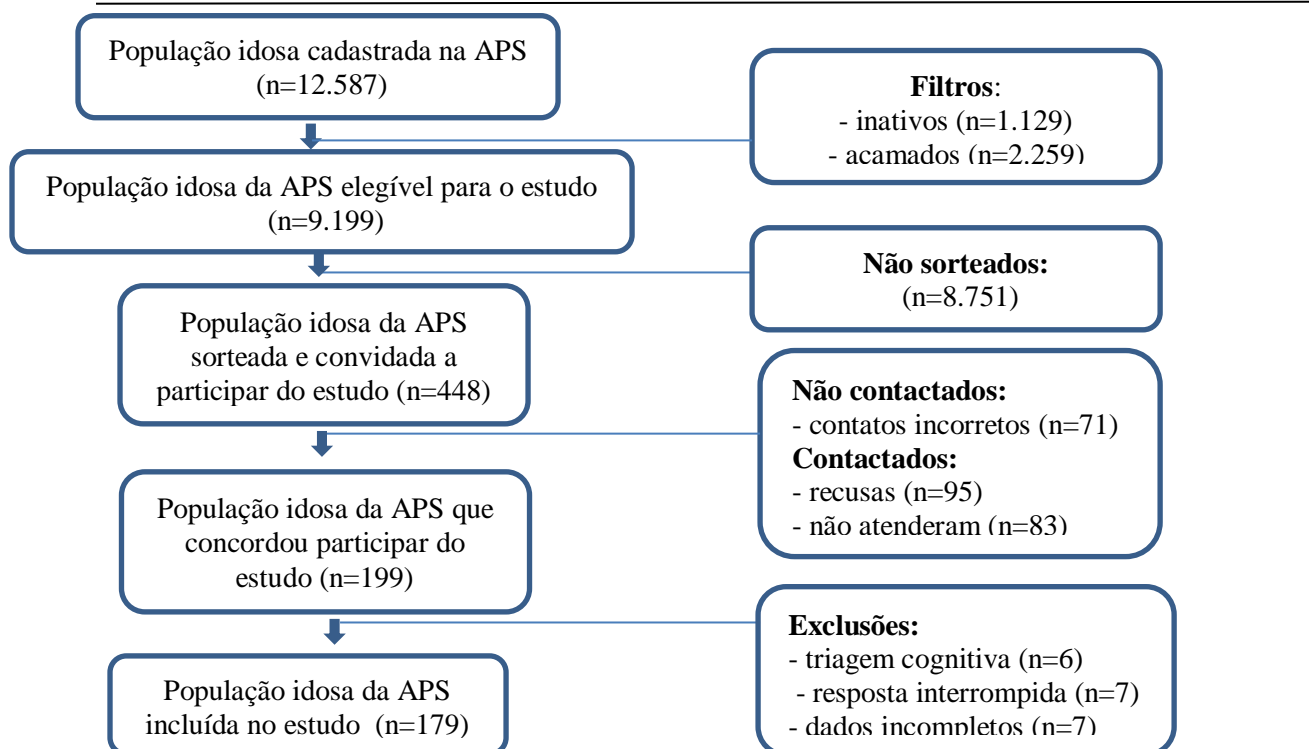 População idosa cadastrada na APS
(n=12.587)
Filtros:
- inativos (n=1.129)
- acamados (n=2.259)
População idosa da APS elegível para o estudo
(n=9.199)
Não sorteados:
(n=8.751)
População idosa da APS
sorteada e convidada a
participar do estudo (n=448)
Não contactados:
- contatos incorretos (n=71)
Contactados:
- recusas (n=95)
- não atenderam (n=83)
População idosa da APS que
concordou participar do
estudo (n=199)
Exclusões:
- triagem cognitiva (n=6)
- resposta interrompida (n=7)
- dados incompletos (n=7)
População idosa da APS
incluída no estudo (n=179)